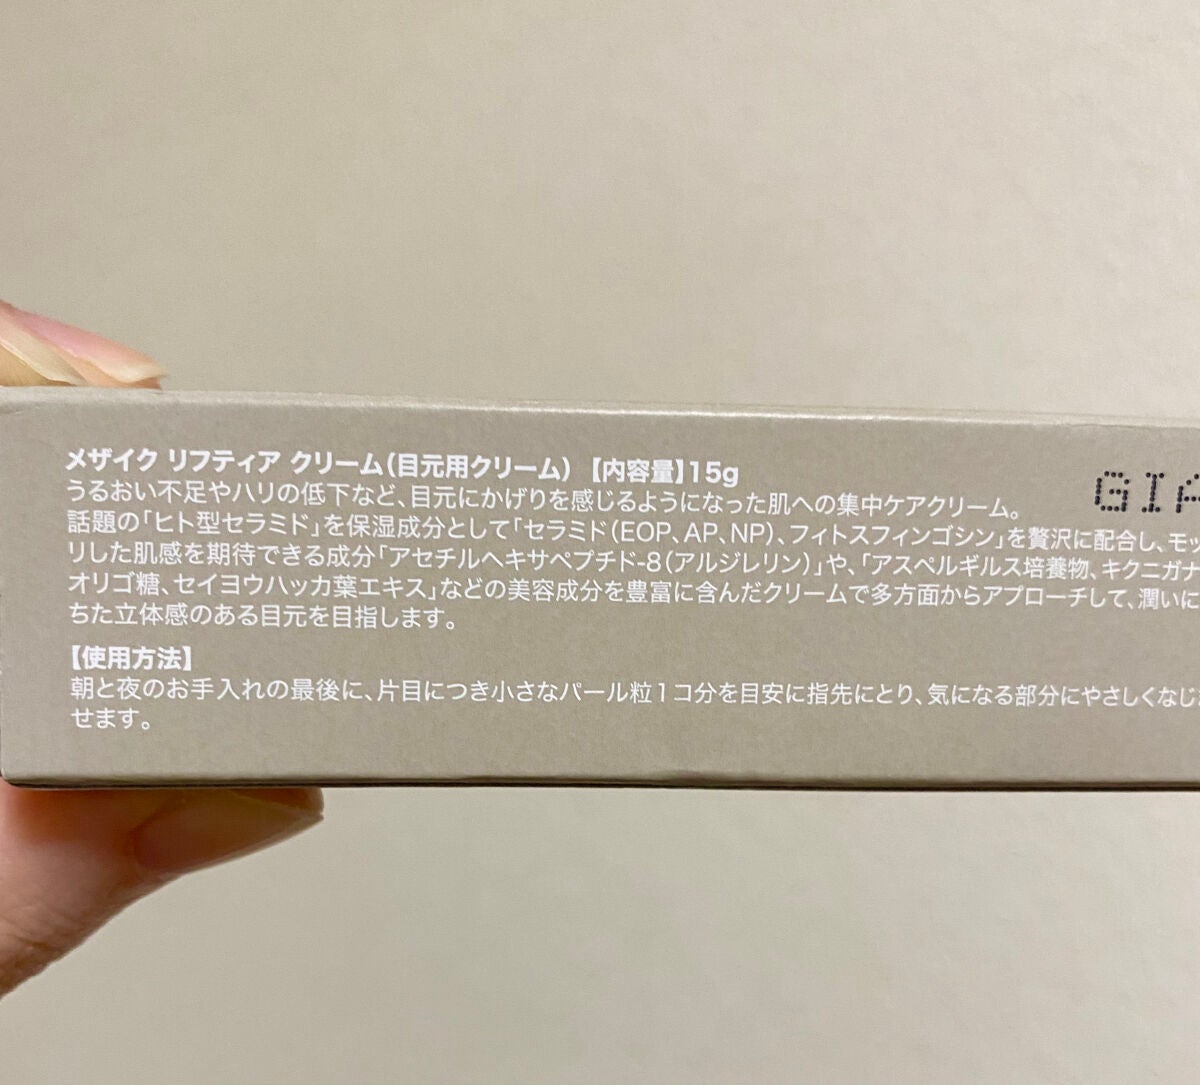 メザイク リフティア クリーム(目元用クリーム) 【内容量】15g
うるおい不足やハリの低下など、目元にかげりを感じるようになった肌への集中ケアクリーム。
GIA
話題の「ヒト型セラミド」を保湿成分として「セラミド(EOP、AP、NP)、フィトスフィンゴシン」を贅沢に配合し、モッ
リした肌感を期待できる成分「アセチルヘキサペプチド-8(アルジレリン)」や、「アスペルギルス培養物、キクニガナ
オリゴ糖、セイヨウハッカ葉エキス」などの美容成分を豊富に含んだクリームで多方面からアプローチして、潤いに
ちた立体感のある目元を目指します。
【使用方法】
朝と夜のお手入れの最後に、片目につき小さなパール粒1コ分を目安に指先にとり、気になる部分にやさしくなじ
せます。